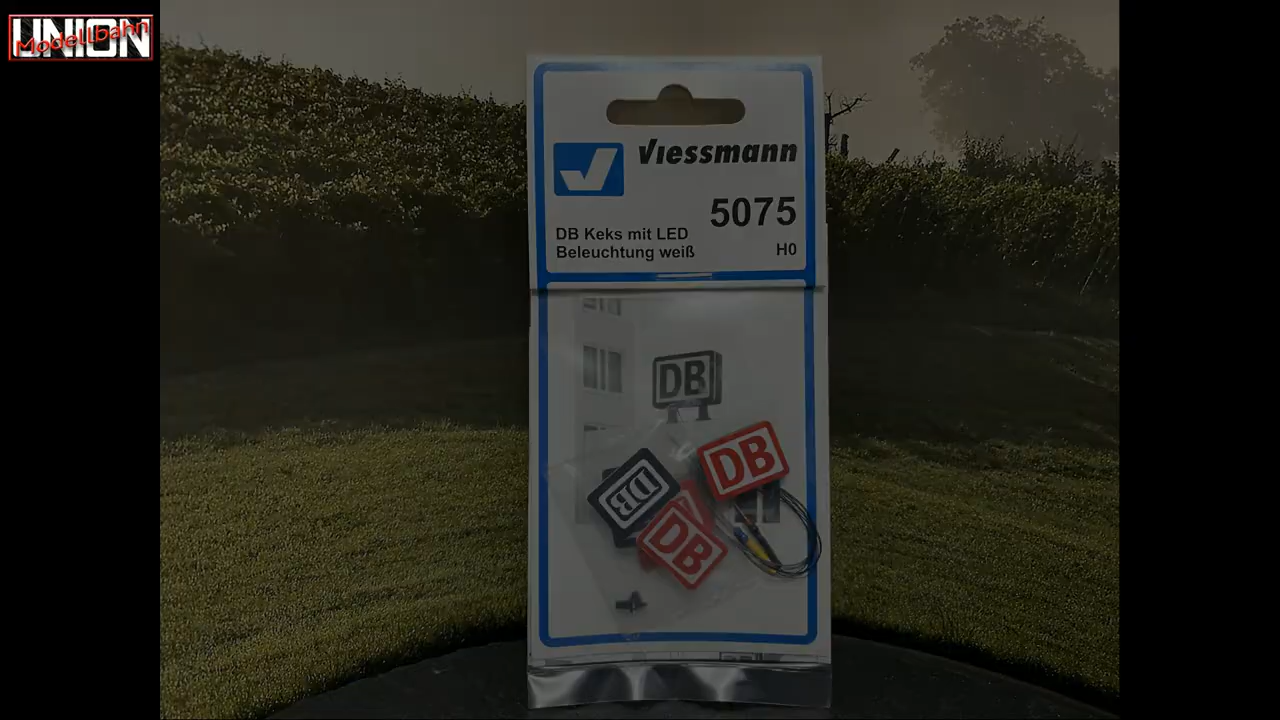 UNION
Modellbahn
Viessmann
5075
DB Keks mit LED
Beleuchtung weiß
H0
DB
DB
DB
DB